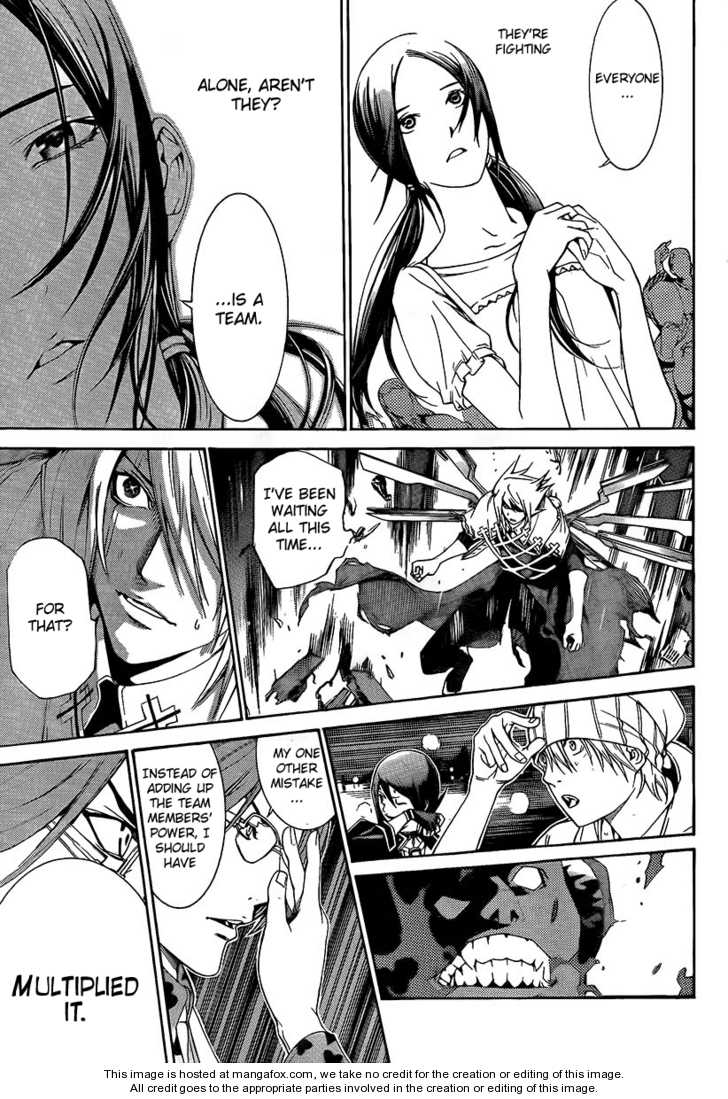 EVERYONE
...
THEY'RE
FIGHTING
ALONE, AREN'T
THEY?
...IS A
TEAM.
I'VE BEEN
WAITING
ALL THIS
TIME...
FOR
THAT?
MY ONE
OTHER
MISTAKE
...
INSTEAD OF
ADDING UP
THE TEAM
MEMBERS'
POWER, I
SHOULD
HAVE
MULTIPLIED
IT.
This image is hosted at mangafox.com, we take no credit for the creation or editing of this image.
All credit goes to the appropriate parties involved in the creation or editing of this image.